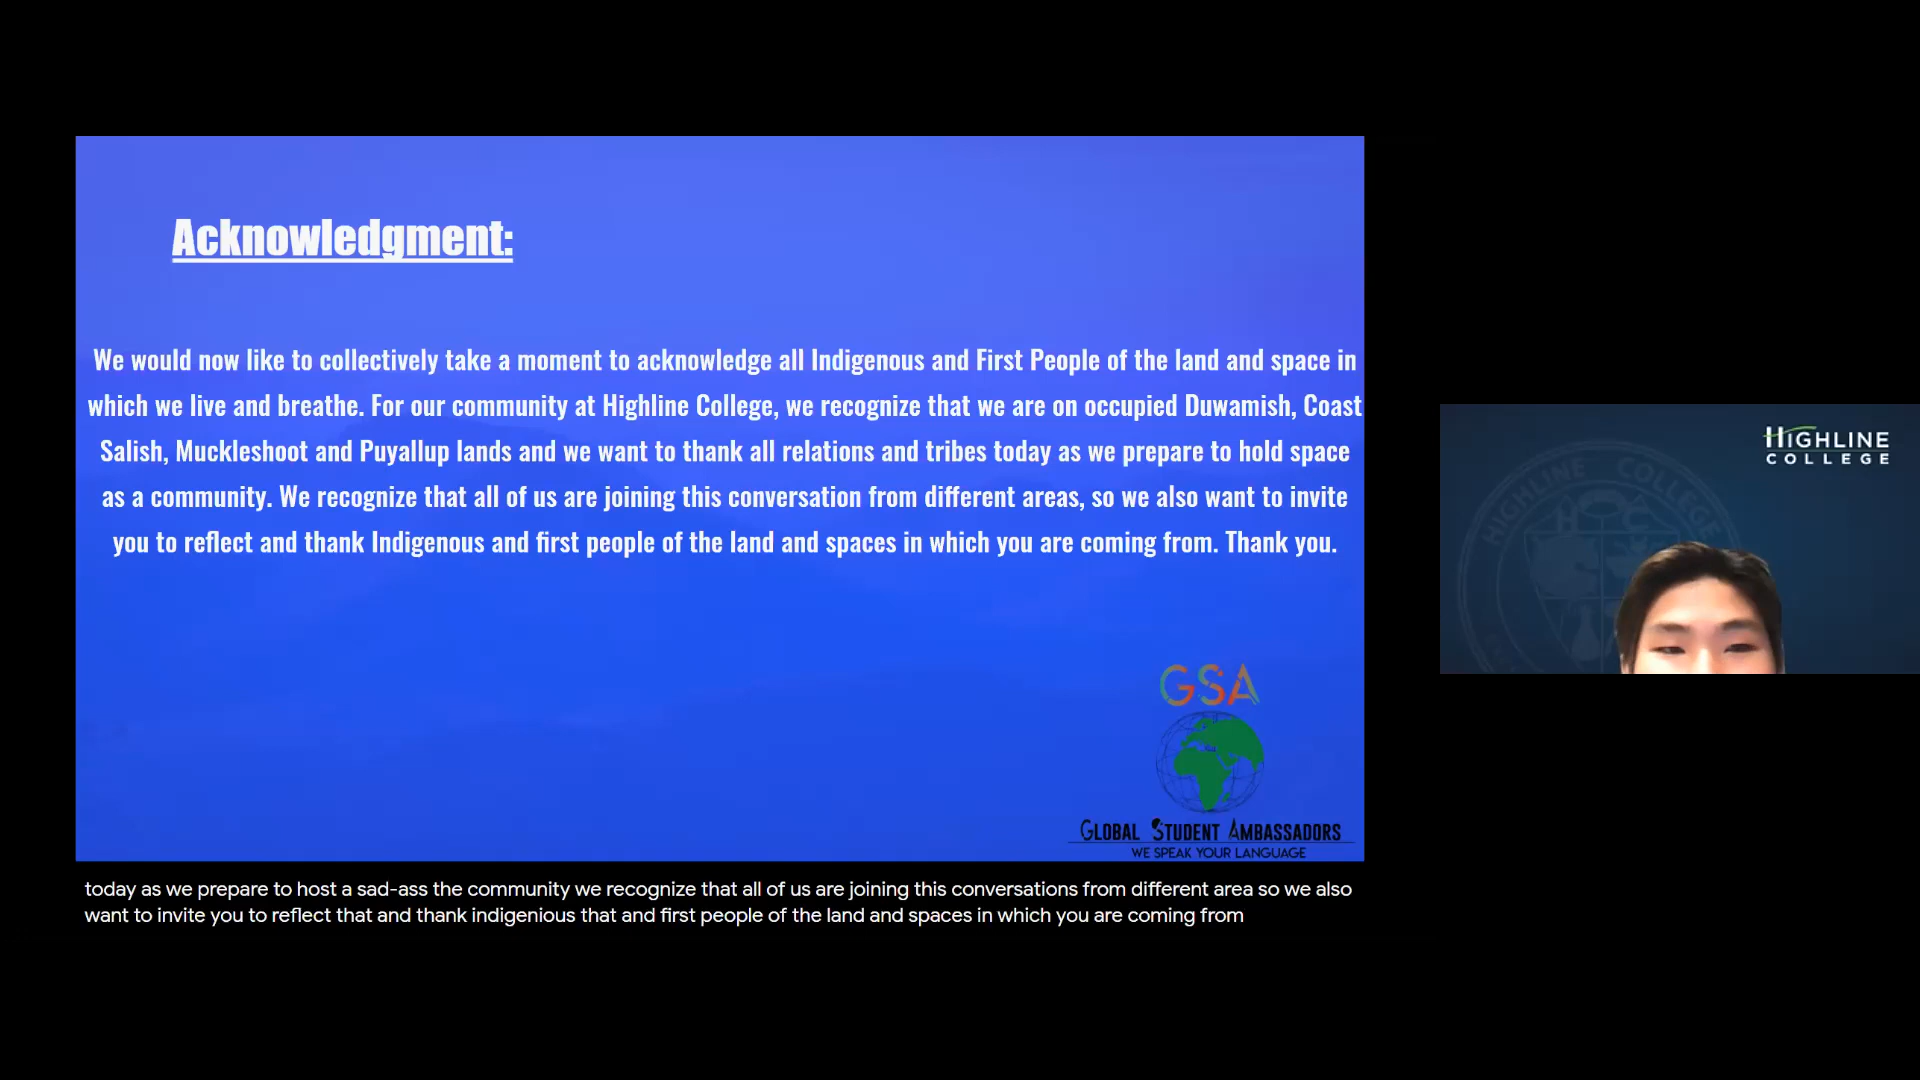 Acknowledgment:
We would now like to collectively take a moment to acknowledge all Indigenous and First People of the land and space in
which we live and breathe. For our community at Highline College, we recognize that we are on occupied Duwamish, Coast
Salish, Muckleshoot and Puyallup lands and we want to thank all relations and tribes today as we prepare to hold space
as a community. We recognize that all of us are joining this conversation from different areas, so we also want to invite
you to reflect and thank Indigenous and first people of the land and spaces in which you are coming from. Thank you.
GSA
GLOBAL STUDENT AMBASSADORS
WE SPEAK YOUR LANGUAGE
today as we prepare to host a sad-ass the community we recognize that all of us are joining this conversations from different area so we also
want to invite you to reflect that and thank indigenious that and first people of the land and spaces in which you are coming from
HIGHLINE
COLLEGE
HIGHLINE COLLEGE